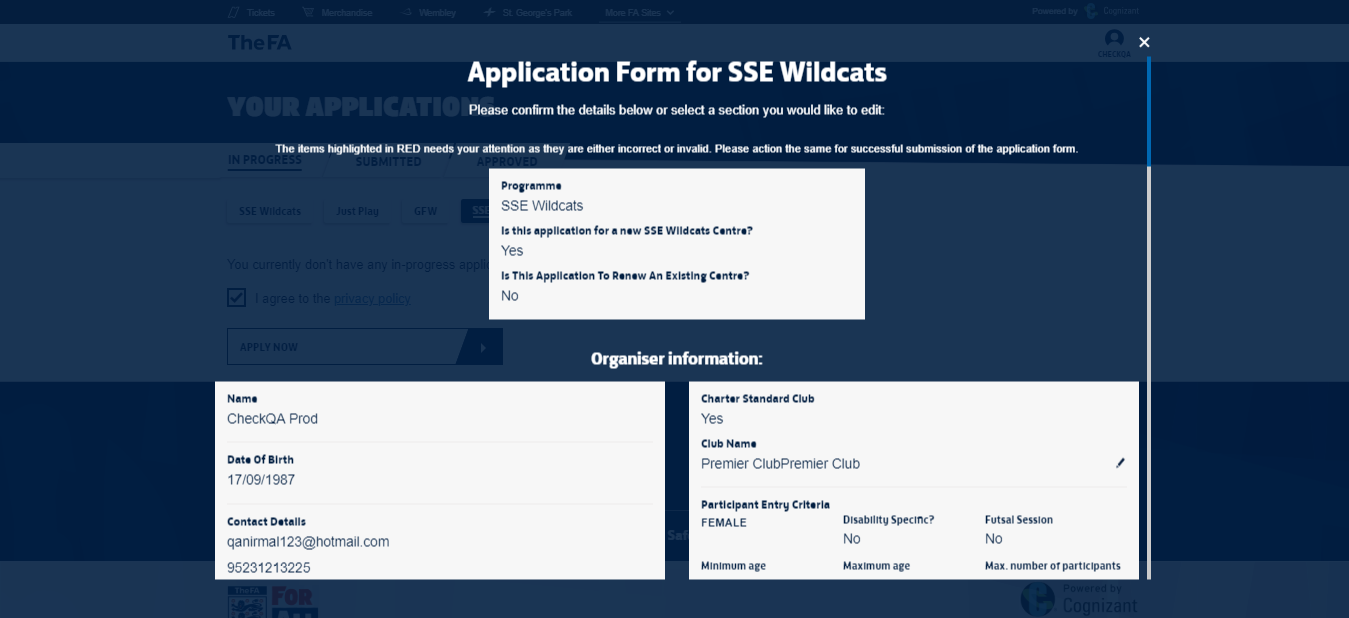 Tickets Merchandise Wembley St. George's Park More FA Sites Powered by Cognizant
TheFA
CHECKQA
Application Form for SSE Wildcats
YOUR APPLICATIONS
Please confirm the details below or select a section you would like to edit:
The items highlighted in RED needs your attention as they are either incorrect or invalid. Please action the same for successful submission of the application form.
IN PROGRESS SUBMITTED APPROVED
Programme
SSE Wildcats
SSE Wildcats Just Play GFW SSE
Is this application for a new SSE Wildcats Centre?
Yes
You currently don't have any in-progress applic
Is This Application To Renew An Existing Centre?
No
I agree to the privacy policy
APPLY NOW
Organiser information:
Name
CheckQA Prod
Date Of Birth
17/09/1987
Contact Details
qanirmal123@hotmail.com
95231213225
Charter Standard Club
Yes
Club Name
Premier ClubPremier Club
Participant Entry Criteria
FEMALE
Disability Specific?
No
Futsal Session
No
Minimum age Maximum age Max. number of participants
TheFA
FOR
ALL
Powered by
Cognizant